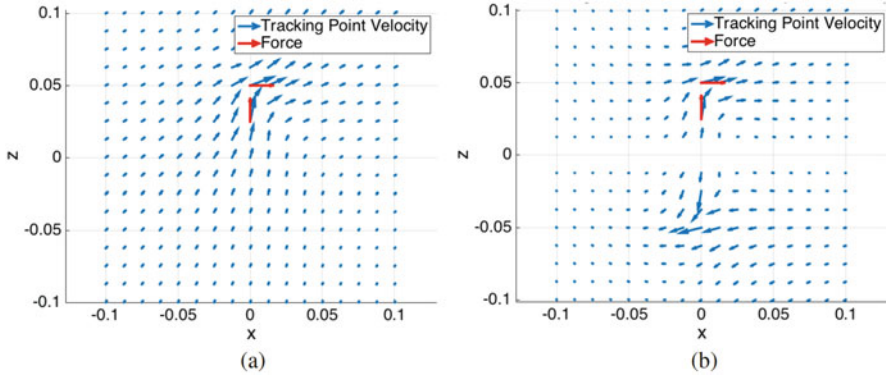 0.1
Tracking Point Velocity
Force
0.05
z
0
-0.05
-0.1
-0.1 -0.05 0 0.05 0.1
x
(a)
0.1
Tracking Point Velocity
Force
0.05
z
0
-0.05
-0.1
-0.1 -0.05 0 0.05 0.1
x
(b)